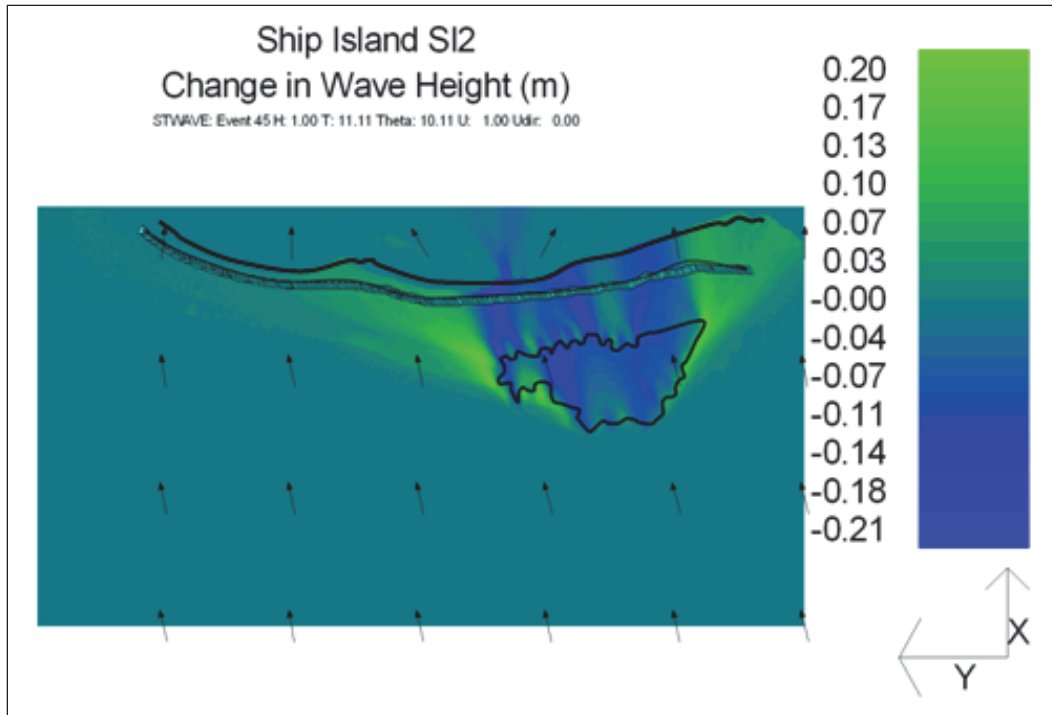 Ship Island SI2
Change in Wave Height (m)
STWAVE: Event 45 H: 1.00 T: 11.11 Theta: 10.11 U: 1.00 Udir: 0.00
0.20
0.17
0.13
0.10
0.07
0.03
-0.00
-0.04
-0.07
-0.11
-0.14
-0.18
-0.21
X
Y